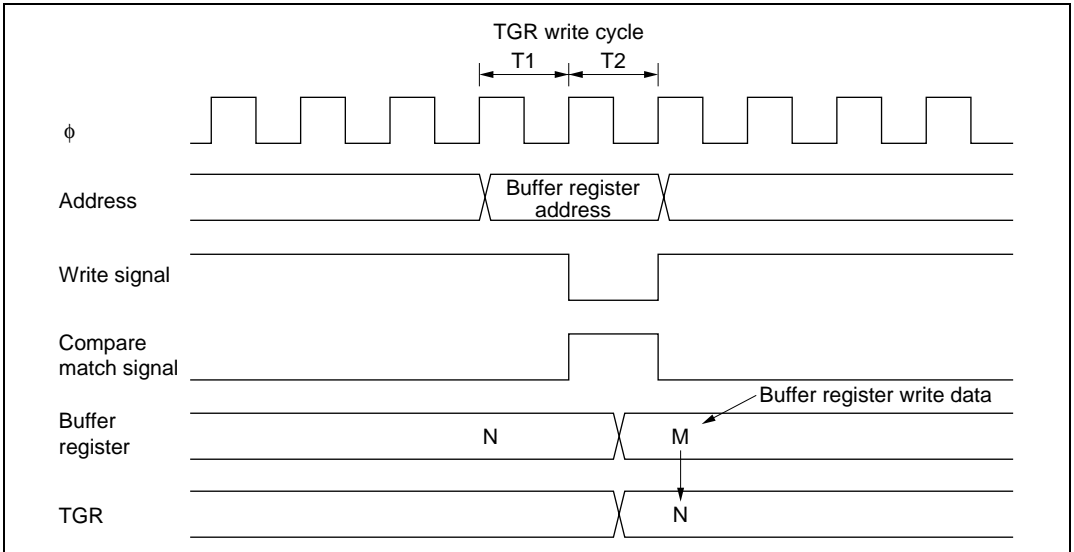 TGR write cycle
T1 T2
ϕ
Address
Buffer register
address
Write signal
Compare
match signal
Buffer register write data
Buffer
register
N M
TGR
N